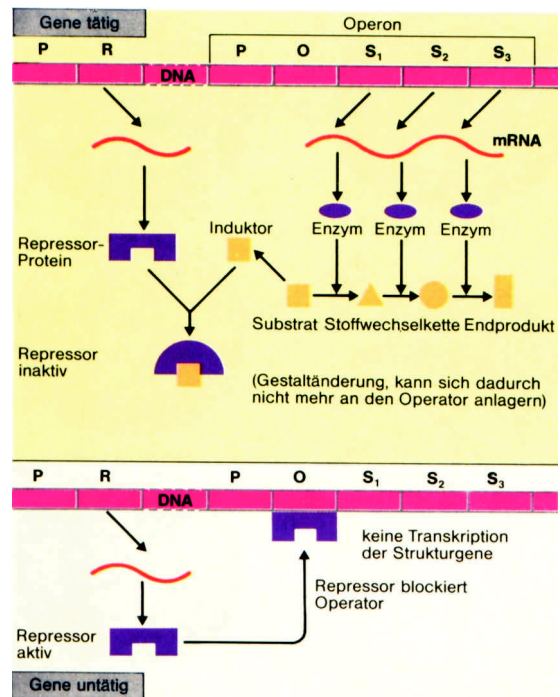 Gene tätig
Operon
P R P O S₁ S₂ S₃
DNA
mRNA
Induktor
Enzym Enzym Enzym
Repressor-
Protein
Substrat Stoffwechselkette Endprodukt
Repressor
inaktiv
(Gestaltänderung, kann sich dadurch
nicht mehr an den Operator anlagern)
P R P O S₁ S₂ S₃
DNA
keine Transkription
der Strukturgene
Repressor blockiert
Operator
Repressor
aktiv
Gene untätig